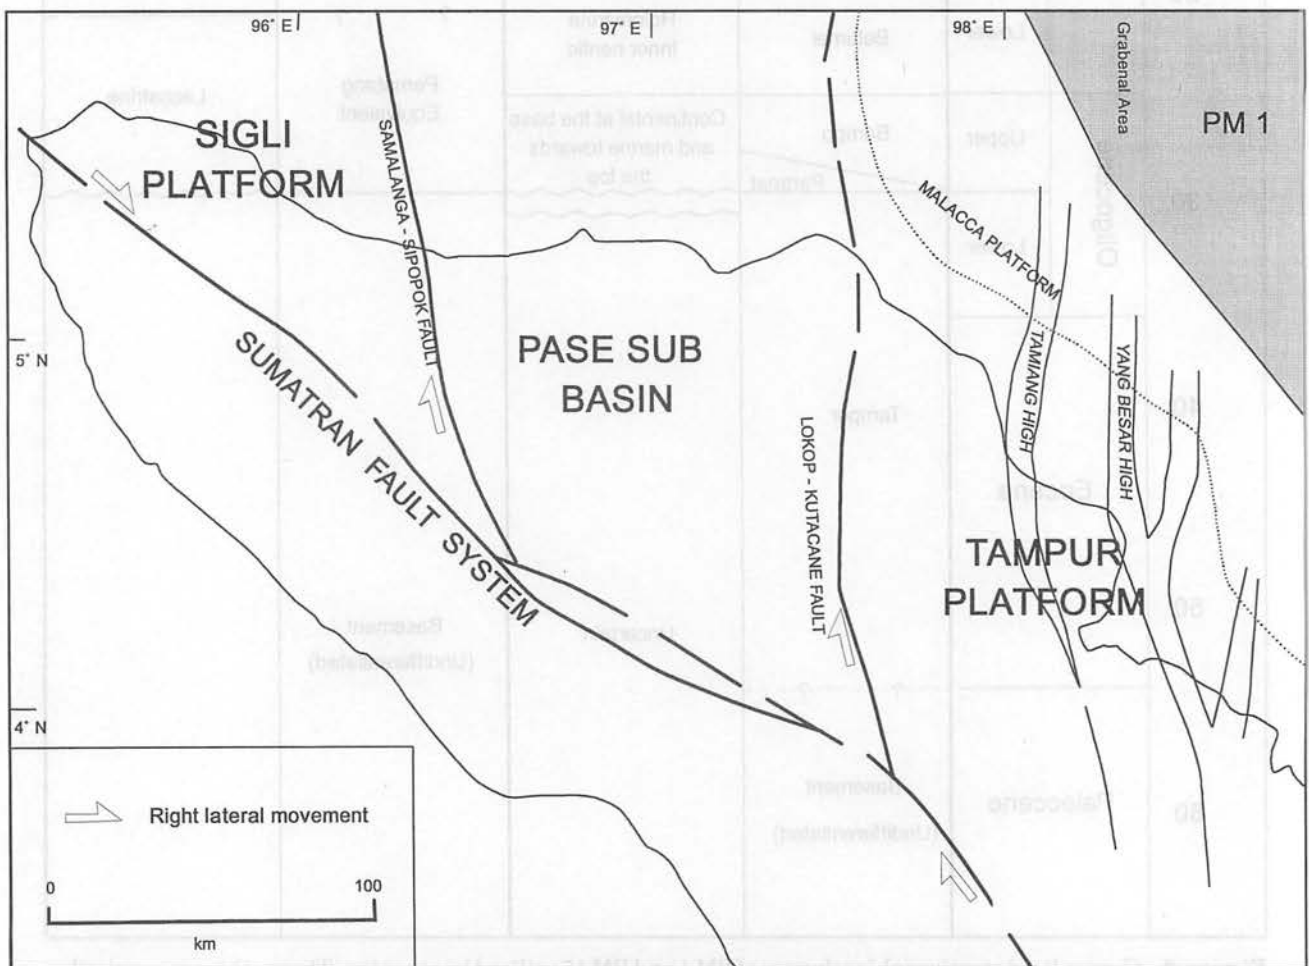 96° E
97° E
98° E
Grabenal Area
PM 1
SIGLI
PLATFORM
SAMALANGA - SIPOPOK FAULT
MALACCA PLATFORM
5° N
SUMATRAN FAULT SYSTEM
PASE SUB
BASIN
TAMIANG HIGH
YANG BESAR HIGH
LOKOP - KUTACANE FAULT
TAMPUR
PLATFORM
4° N
Right lateral movement
0
100
km